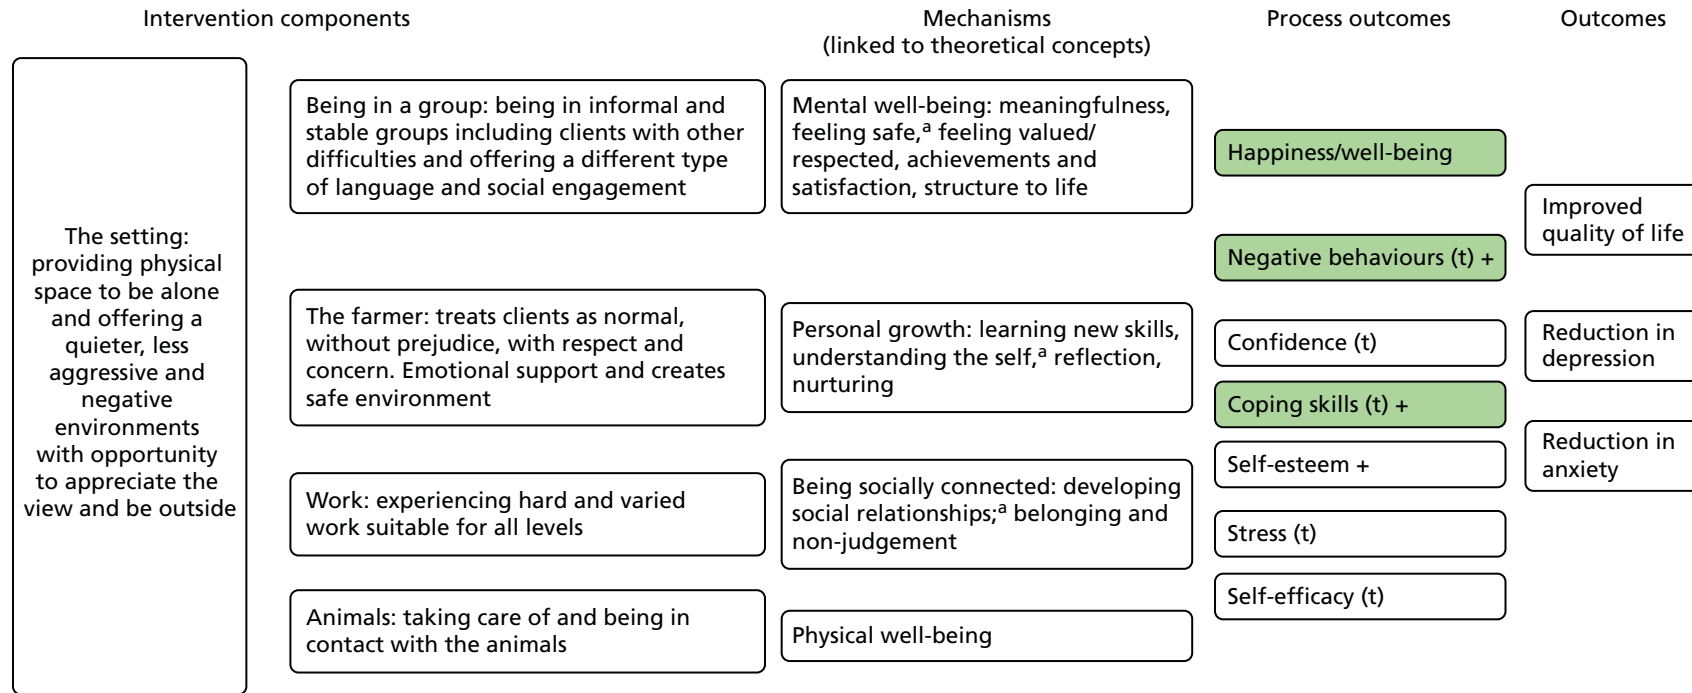 Intervention components
Mechanisms
(linked to theoretical concepts)
Process outcomes
Outcomes
The setting:
providing physical
space to be alone
and offering a
quieter, less
aggressive and
negative
environments
with opportunity
to appreciate the
view and be outside
Being in a group: being in informal and
stable groups including clients with other
difficulties and offering a different type
of language and social engagement
The farmer: treats clients as normal,
without prejudice, with respect and
concern. Emotional support and creates
safe environment
Work: experiencing hard and varied
work suitable for all levels
Animals: taking care of and being in
contact with the animals
Mental well-being: meaningfulness,
feeling safe,ᵃ feeling valued/
respected, achievements and
satisfaction, structure to life
Personal growth: learning new skills,
understanding the self,ᵃ reflection,
nurturing
Being socially connected: developing
social relationships;ᵃ belonging and
non-judgement
Physical well-being
Happiness/well-being
Negative behaviours (t) +
Confidence (t)
Coping skills (t) +
Self-esteem +
Stress (t)
Self-efficacy (t)
Improved
quality of life
Reduction in
depression
Reduction in
anxiety